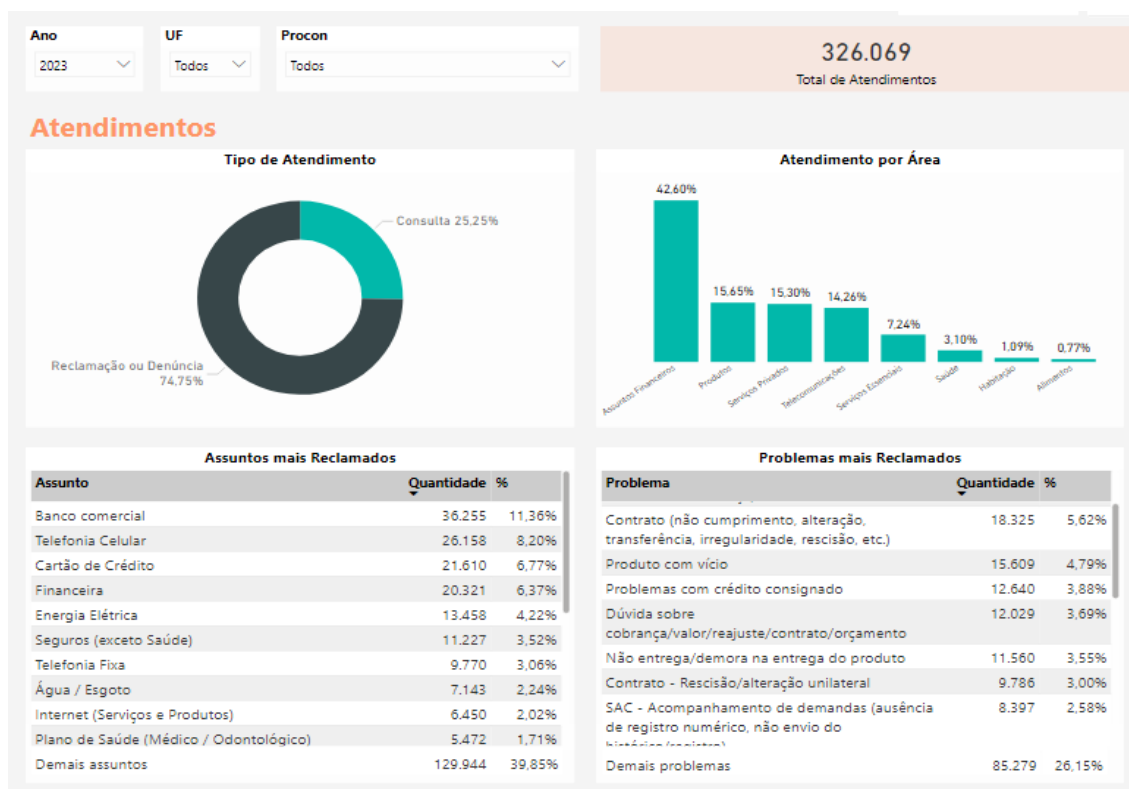 Ano
UF
Procon
2023
Todos
Todos
326.069
Total de Atendimentos
Atendimentos
Tipo de Atendimento
Consulta 25,25%
Reclamação ou Denúncia
74,75%
Atendimento por Área
42,60%
15,65%
15,30%
14,26%
7,24%
3,10%
1,09%
0,77%
Assuntos Financeiros
Produtos
Serviços Privados
Telecomunicações
Serviços Essenciais
Saúde
Habitação
Alimentos
Assuntos mais Reclamados
Assunto Quantidade %
Banco comercial 36.255 11,36%
Telefonia Celular 26.158 8,20%
Cartão de Crédito 21.610 6,77%
Financeira 20.321 6,37%
Energia Elétrica 13.458 4,22%
Seguros (exceto Saúde) 11.227 3,52%
Telefonia Fixa 9.770 3,06%
Água / Esgoto 7.143 2,24%
Internet (Serviços e Produtos) 6.450 2,02%
Plano de Saúde (Médico / Odontológico) 5.472 1,71%
Demais assuntos 129.944 39,85%
Problemas mais Reclamados
Problema Quantidade %
Contrato (não cumprimento, alteração, 18.325 5,62%
transferência, irregularidade, rescisão, etc.)
Produto com vício 15.609 4,79%
Problemas com crédito consignado 12.640 3,88%
Dúvida sobre 12.029 3,69%
cobrança/valor/reajuste/contrato/orçamento
Não entrega/demora na entrega do produto 11.560 3,55%
Contrato - Rescisão/alteração unilateral 9.786 3,00%
SAC - Acompanhamento de demandas (ausência 8.397 2,58%
de registro numérico, não envio do
Demais problemas 85.279 26,15%